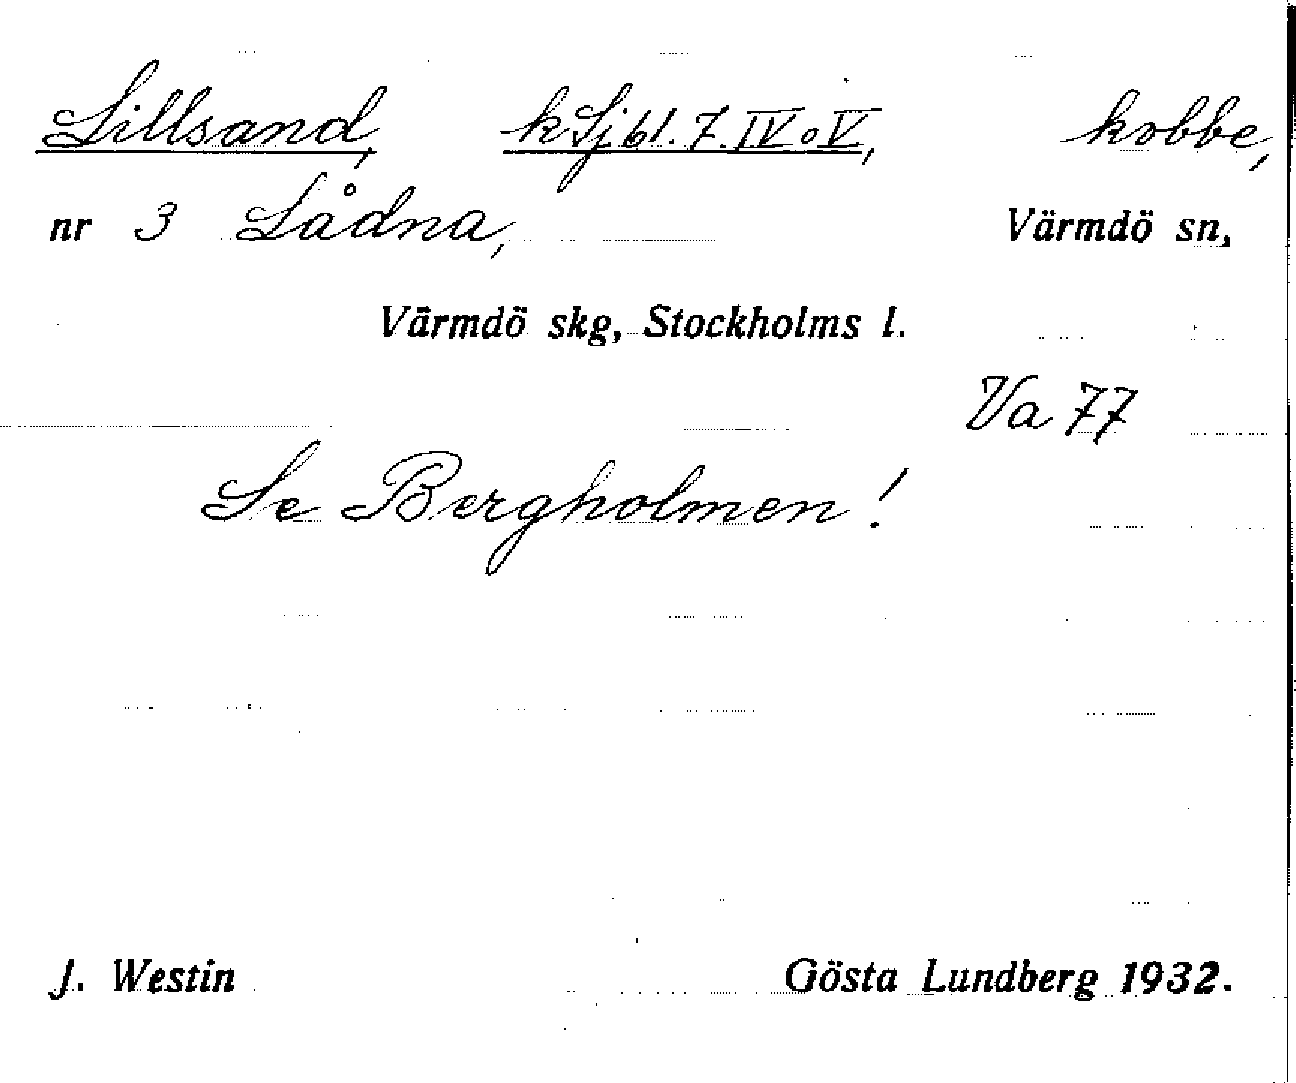 Lillsand, kSjbl. 7. IV o V, kobbe,
nr 3 Lådna, Värmdö sn,
Värmdö skg, Stockholms l.
Va 77
Se Bergholmen!
J. Westin Gösta Lundberg 1932.